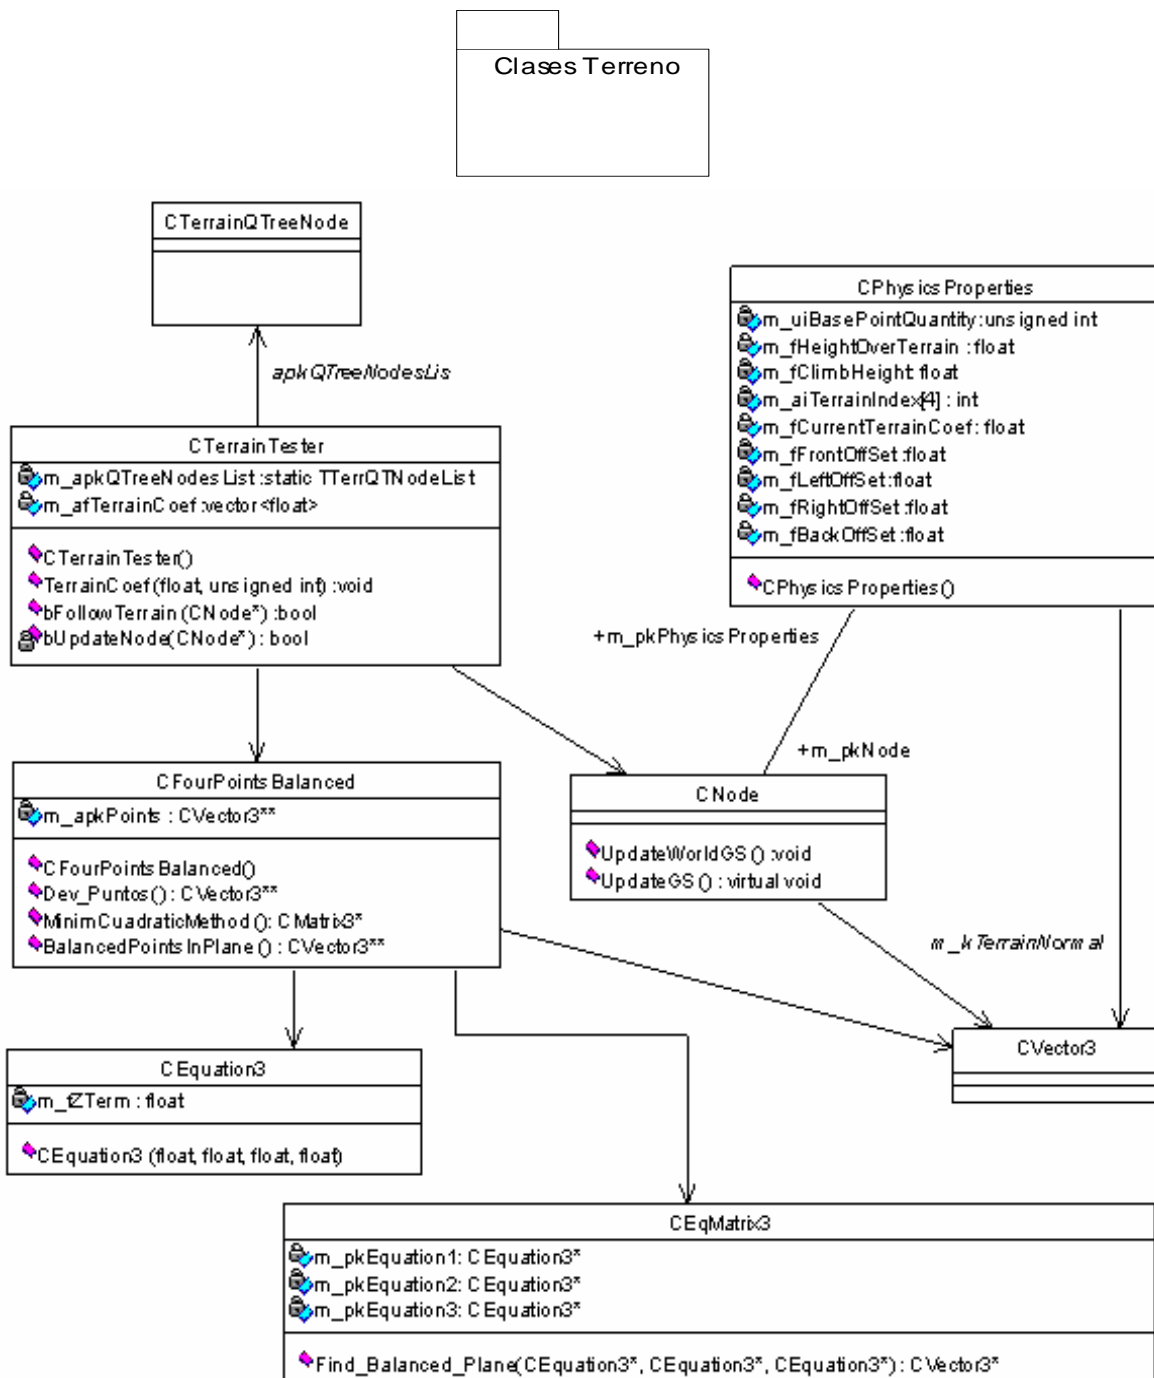 Clases Terreno
CTerrainQTreeNode
apkQTreeNodesLis
CTerrainTester
m_apkQTreeNodesList :static TTerrQTNodeList
m_afTerrainCoef :vector<float>
CTerrainTester()
TerrainCoef(float, unsigned int) :void
bFollowTerrain (CNode*) :bool
bUpdateNode(CNode*) : bool
CPhysicsProperties
m_uiBasePointQuantity :unsigned int
m_fHeightOverTerrain : float
m_fClimbHeight: float
m_aiTerrainIndex[4] : int
m_fCurrentTerrainCoef: float
m_fFrontOffSet :float
m_fLeftOffSet :float
m_fRightOffSet :float
m_fBackOffSet :float
CPhysicsProperties()
+m_pkPhysicsProperties
+m_pkNode
CFourPointsBalanced
m_apkPoints : CVector3**
CFourPointsBalanced()
Dev_Puntos() : CVector3**
MinimCuadraticMethod (): CMatrix3*
BalancedPointsInPlane () : CVector3**
CNode
UpdateWorldGS () :void
UpdateGS() : virtual void
m_kTerrainNormal
CVector3
CEquation3
m_fZTerm : float
CEquation3 (float, float, float, float)
CEqMatrix3
m_pkEquation1: CEquation3*
m_pkEquation2: CEquation3*
m_pkEquation3: CEquation3*
Find_Balanced_Plane(CEquation3*, CEquation3*, CEquation3*) : CVector3*